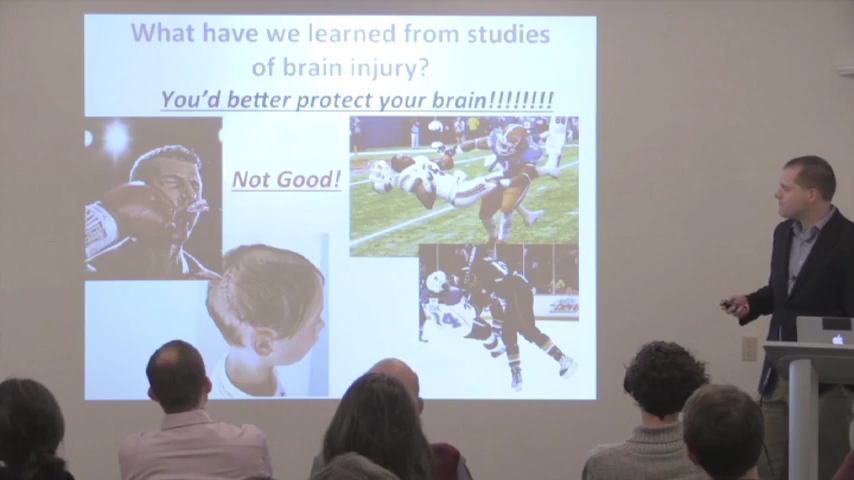 What have we learned from studies
of brain injury?
You'd better protect your brain!!!!!!!!
Not Good!